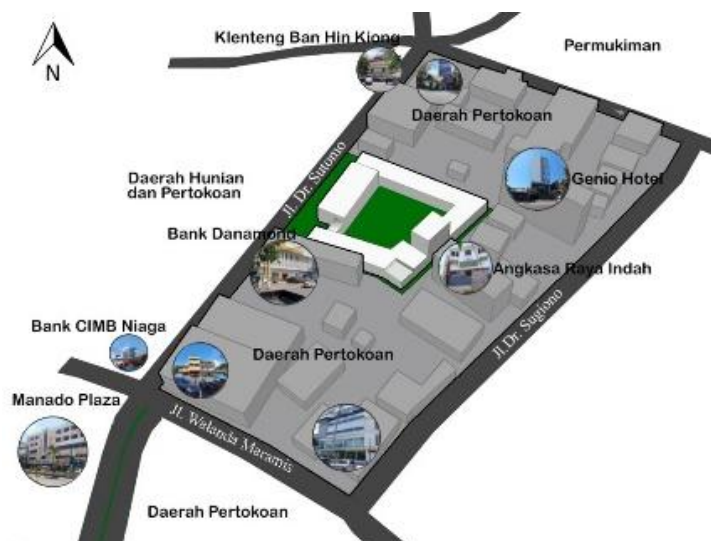 Klenteng Ban Hin Kiong
Permukiman
N
Daerah Pertokoan
Daerah Hunian
dan Pertokoan
Jl. Dr. Sutomo
Genio Hotel
Bank Danamond
Angkasa Raya Indah
Bank CIMB Niaga
Daerah Pertokoan
Jl. Dr. Sugiono
Manado Plaza
Jl. Walanda Maramis
Daerah Pertokoan